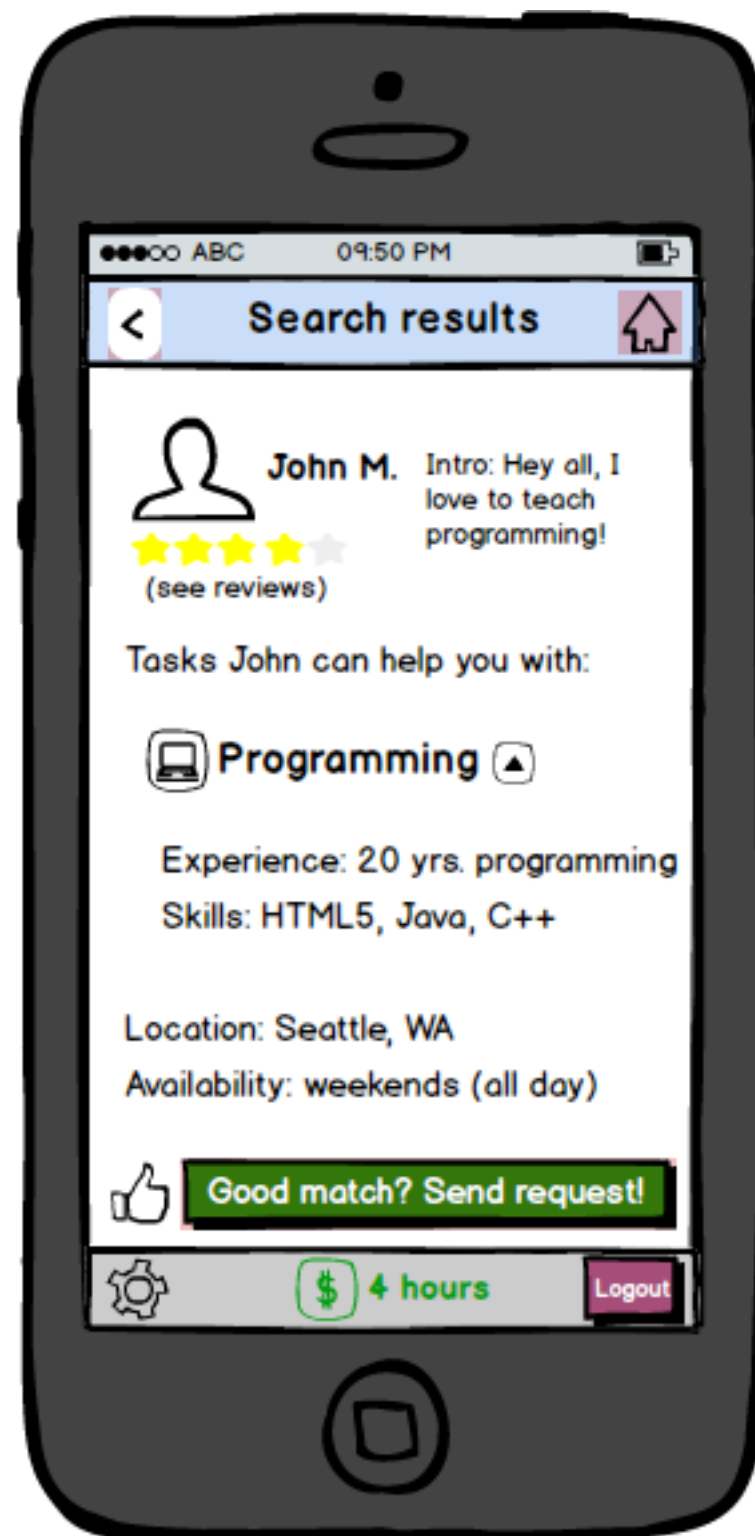 ABC 09:50 PM
< Search results
John M.
Intro: Hey all, I
love to teach
programming!
(see reviews)
Tasks John can help you with:
Programming
Experience: 20 yrs. programming
Skills: HTML5, Java, C++
Location: Seattle, WA
Availability: weekends (all day)
Good match? Send request!
$ 4 hours
Logout